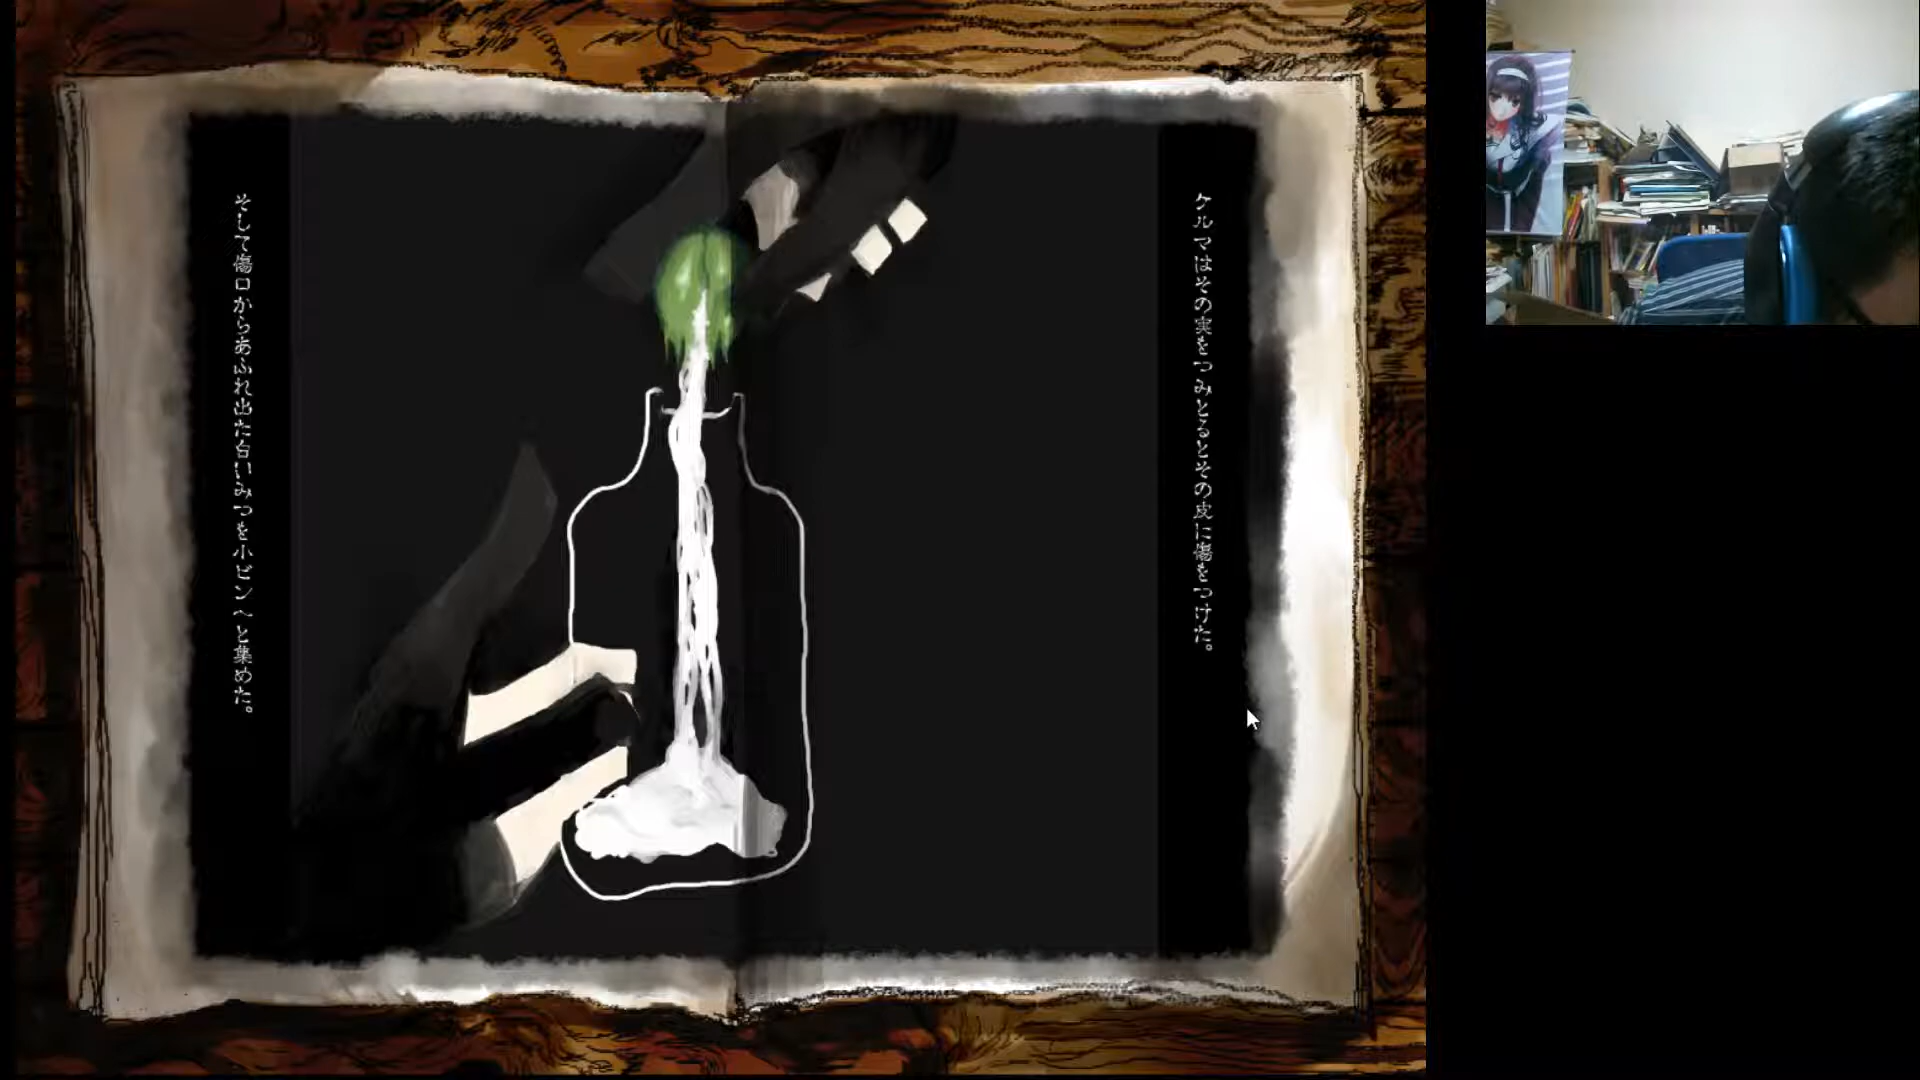 ケルマはその実をつみとるとその皮に傷をつけた。
そして傷口からあふれ出た白いみつを小ビンへと集めた。